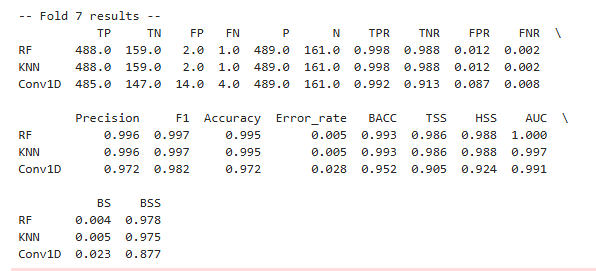 -- Fold 7 results --
TP TN FP FN P N TPR TNR FPR FNR \
RF 488.0 159.0 2.0 1.0 489.0 161.0 0.998 0.988 0.012 0.002
KNN 488.0 159.0 2.0 1.0 489.0 161.0 0.998 0.988 0.012 0.002
Conv1D 485.0 147.0 14.0 4.0 489.0 161.0 0.992 0.913 0.087 0.008
Precision F1 Accuracy Error_rate BACC TSS HSS AUC \
RF 0.996 0.997 0.995 0.005 0.993 0.986 0.988 1.000
KNN 0.996 0.997 0.995 0.005 0.993 0.986 0.988 0.997
Conv1D 0.972 0.982 0.972 0.028 0.952 0.905 0.924 0.991
BS BSS
RF 0.004 0.978
KNN 0.005 0.975
Conv1D 0.023 0.877